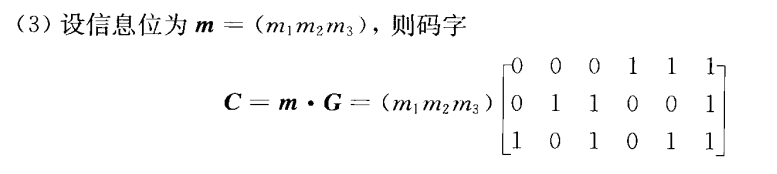 （3）设信息位为 m = (m₁m₂m₃)，则码字
C = m · G = (m₁m₂m₃) [0 0 0 1 1 1
0 1 1 0 0 1
1 0 1 0 1 1]